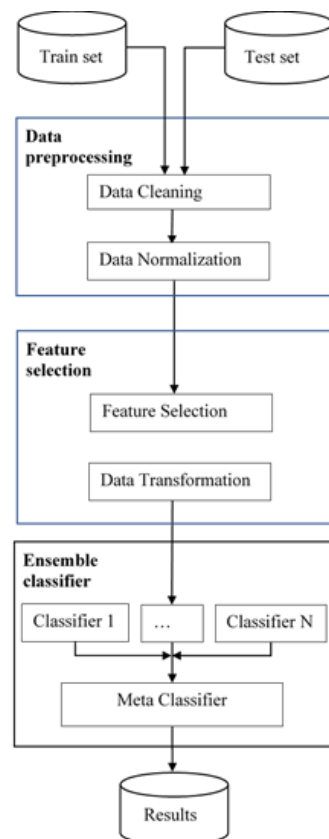 Train set
Test set
Data
preprocessing
Data Cleaning
Data Normalization
Feature
selection
Feature Selection
Data Transformation
Ensemble
classifier
Classifier 1
...
Classifier N
Meta Classifier
Results